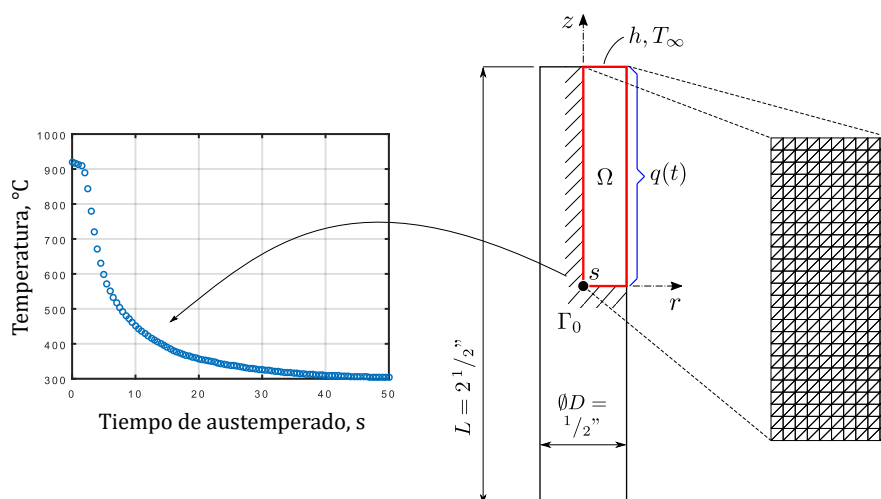 Temperatura, °C
1000
900
800
700
600
500
400
300
0
10
20
30
40
50
Tiempo de austemperado, s
z
h, T∞
Ω
q(t)
s
r
Γ0
L = 2 1/2”
∅D =
1/2”